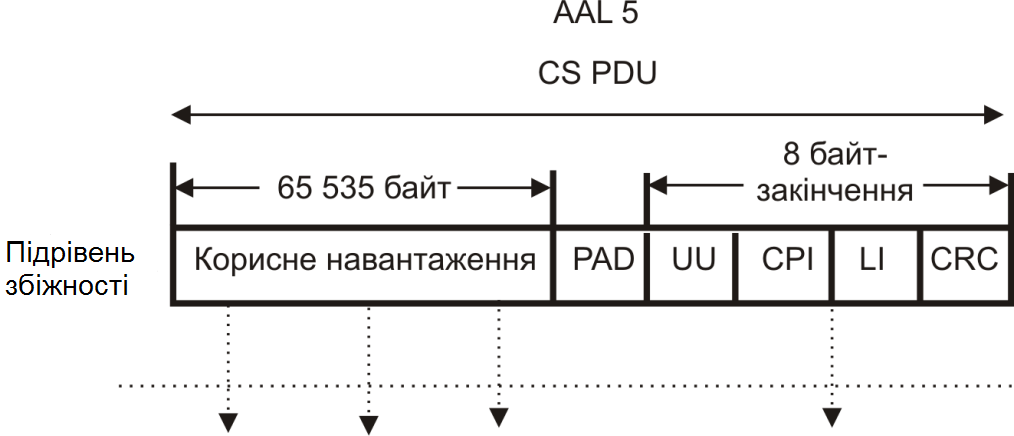 AAL 5
CS PDU
65 535 байт
8 байт-
закінчення
Підрівень
збіжності
Корисне навантаження PAD UU CPI LI CRC